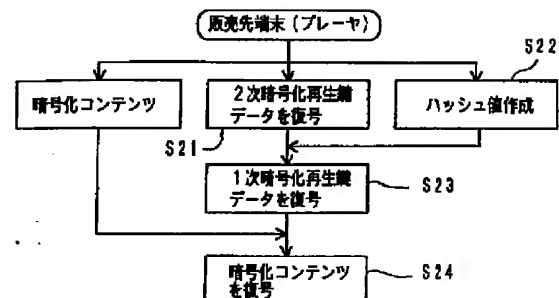 販売先端末(プレーヤ)
S22
暗号化コンテンツ
2次暗号化再生鍵
データを復号
ハッシュ値作成
S21
1次暗号化再生鍵
データを復号
S23
暗号化コンテンツ
を復号
S24